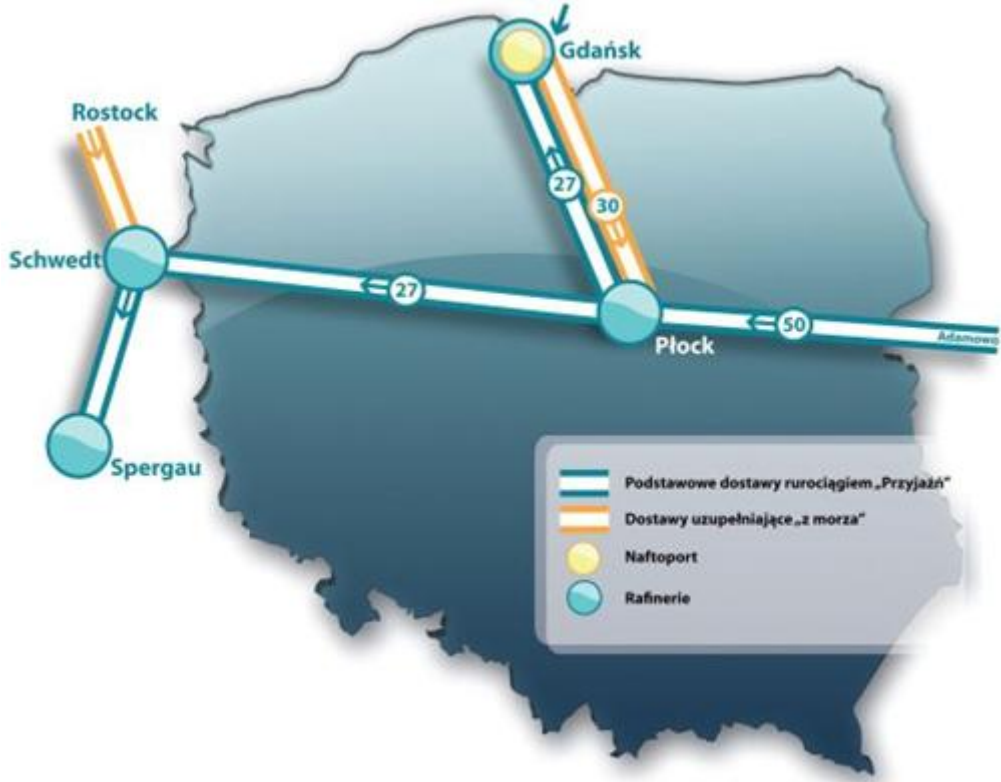 Gdańsk
Rostock
27
30
Schwedt
27
50
Adamowo
Płock
Spergau
Podstawowe dostawy rurociągiem „Przyjaźń”
Dostawy uzupełniające „z morza”
Naftoport
Rafinerie